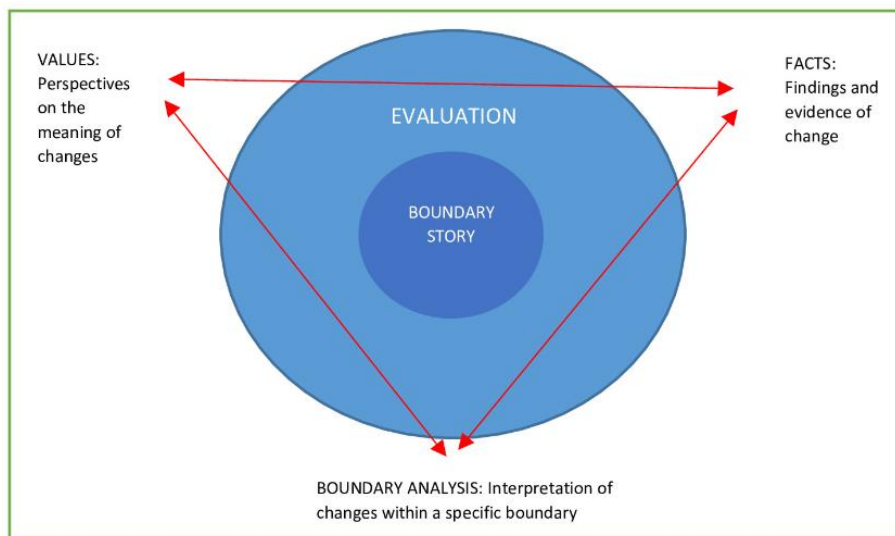 VALUES:
Perspectives
on the
meaning of
changes
FACTS:
Findings and
evidence of
change
EVALUATION
BOUNDARY
STORY
BOUNDARY ANALYSIS: Interpretation of
changes within a specific boundary